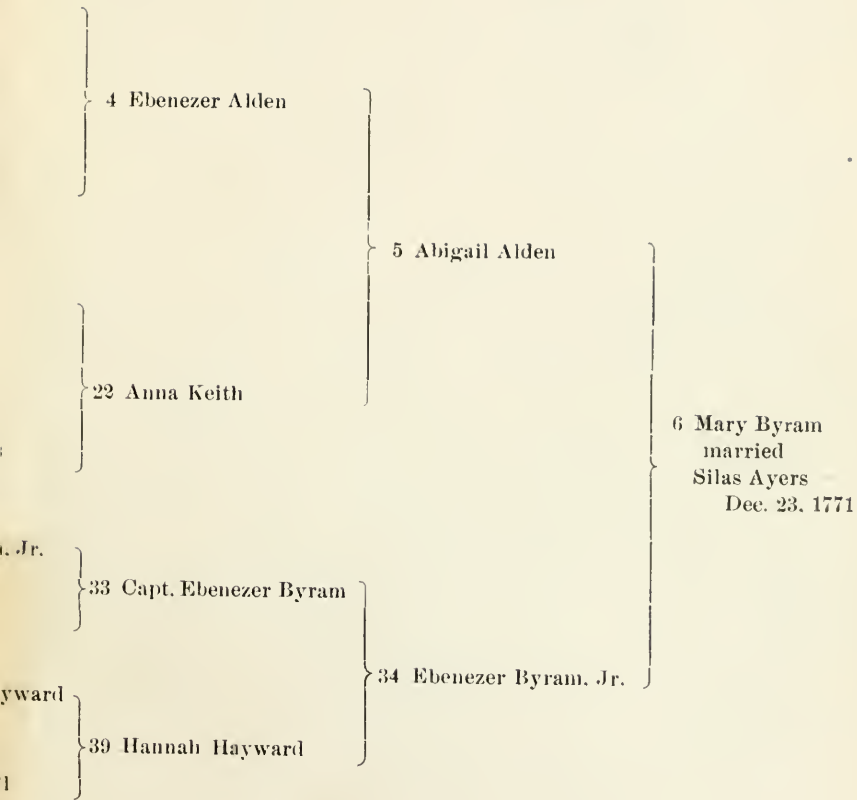 4 Ebenezer Alden
5 Abigail Alden
22 Anna Keith
6 Mary Byram
married
Silas Ayers
Dec. 23, 1771
Jr.
33 Capt. Ebenezer Byram
34 Ebenezer Byram, Jr.
39 Hannah Hayward